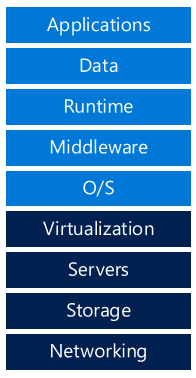 Applications
Data
Runtime
Middleware
O/S
Virtualization
Servers
Storage
Networking